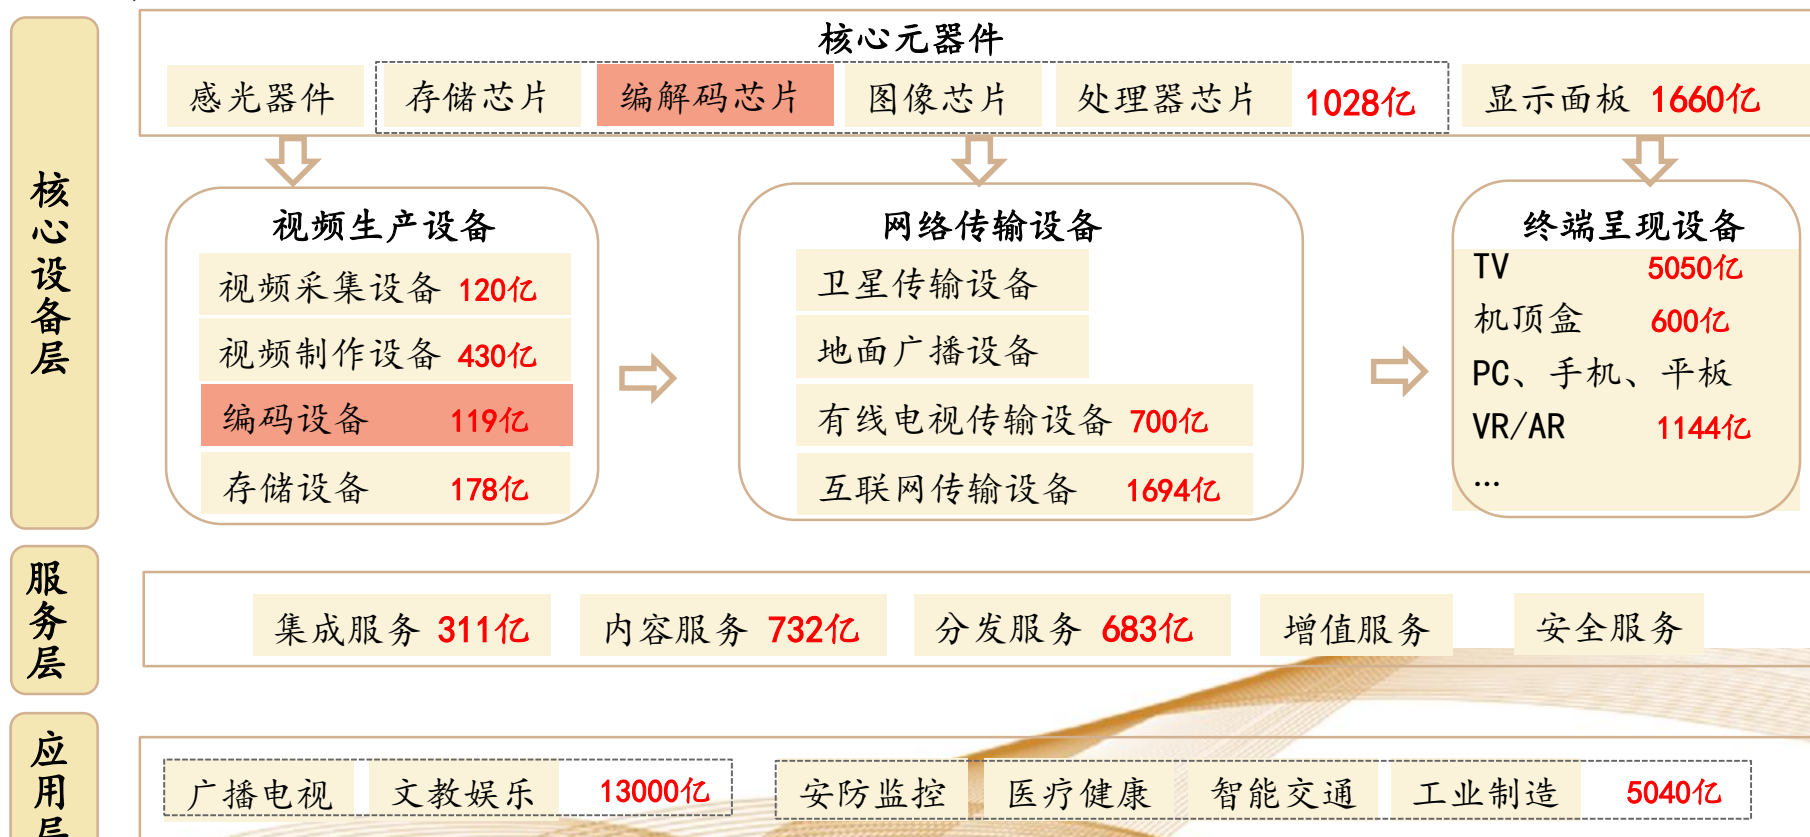 核心设备层
核心元器件
感光器件 存储芯片 编解码芯片 图像芯片 处理器芯片 1028亿 显示面板 1660亿
视频生产设备
视频采集设备 120亿
视频制作设备 430亿
编码设备 119亿
存储设备 178亿
网络传输设备
卫星传输设备
地面广播设备
有线电视传输设备 700亿
互联网传输设备 1694亿
终端呈现设备
TV 5050亿
机顶盒 600亿
PC、手机、平板
VR/AR 1144亿
...
服务层
集成服务 311亿 内容服务 732亿 分发服务 683亿 增值服务 安全服务
应用层
广播电视 文教娱乐 13000亿 安防监控 医疗健康 智能交通 工业制造 5040亿